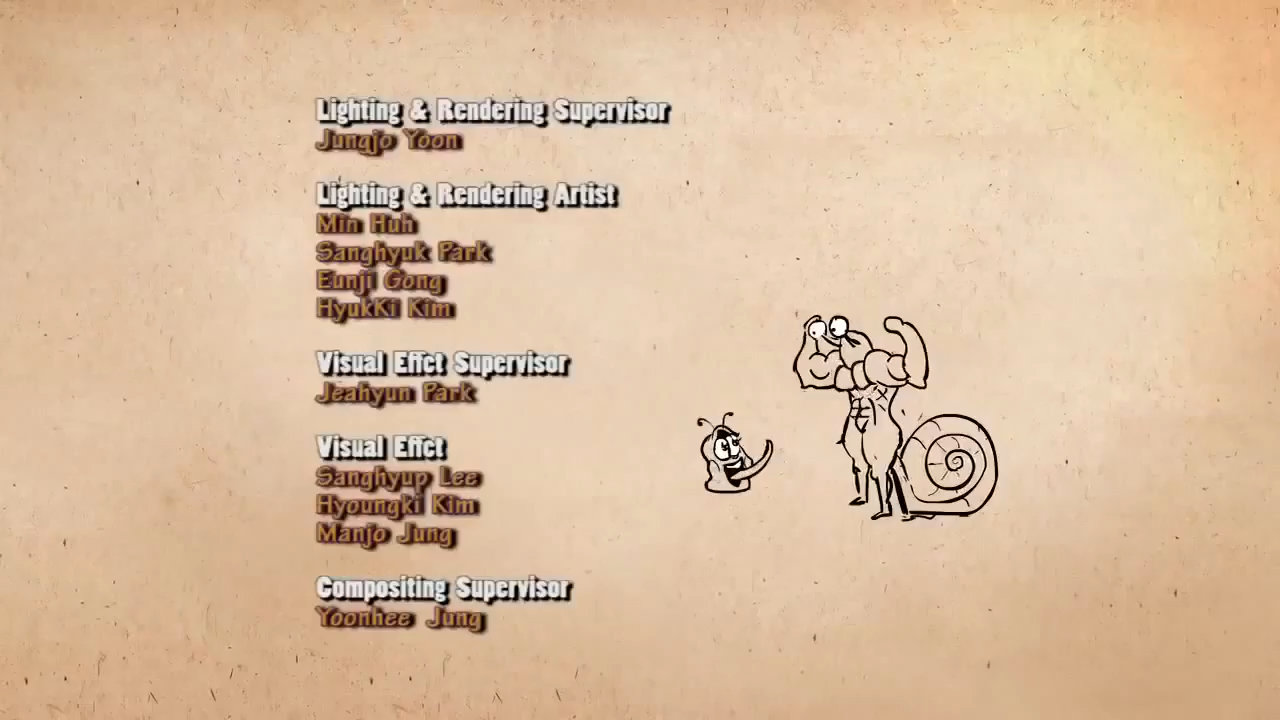 Lighting & Rendering Supervisor
Jungjo Yoon
Lighting & Rendering Artist
Min Huh
Sanghyuk Park
Eunji Gong
HyukKi Kim
Visual Effct Supervisor
Jeahyun Park
Visual Effct
Sanghyup Lee
Hyoungki Kim
Manjo Jung
Compositing Supervisor
Yoonhee Jung